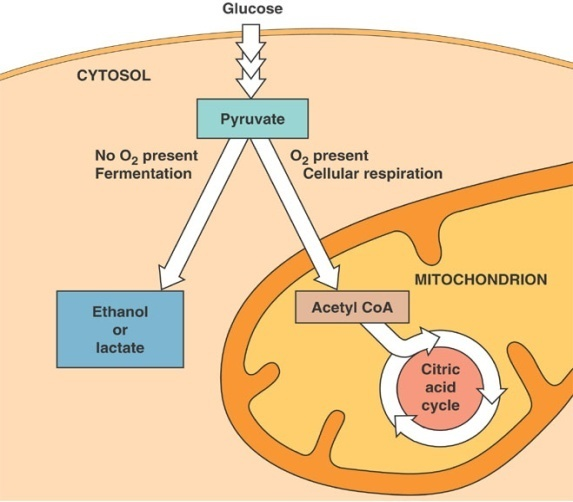 Glucose
CYTOSOL
Pyruvate
No O₂ present
Fermentation
O₂ present
Cellular respiration
MITOCHONDRION
Ethanol
or
lactate
Acetyl CoA
Citric
acid
cycle